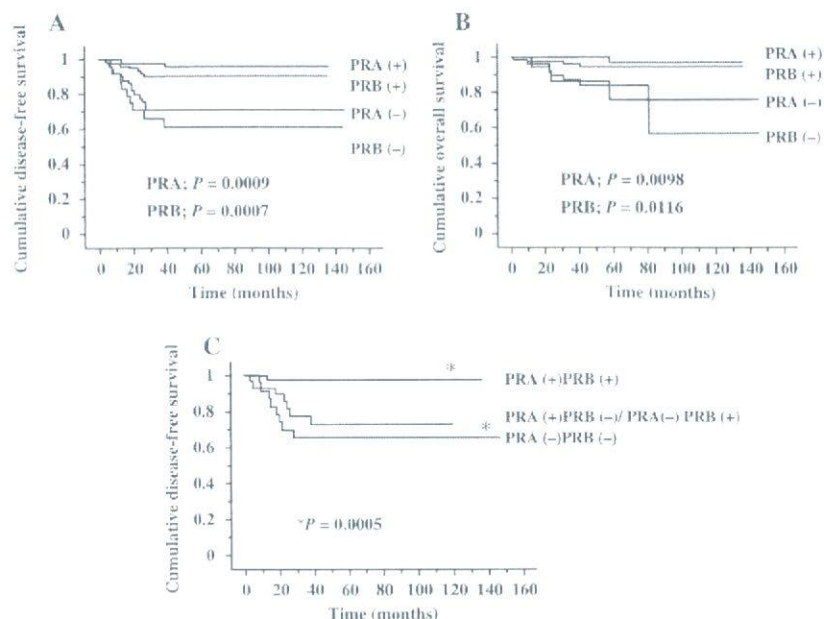 A
Cumulative disease-free survival
1
0.8
0.6
0.4
0.2
0
PRA (+)
PRB (+)
PRA (–)
PRB (–)
PRA; P = 0.0009
PRB; P = 0.0007
0 20 40 60 80 100 120 140 160
Time (months)
B
Cumulative overall survival
1
0.8
0.6
0.4
0.2
0
PRA (+)
PRB (+)
PRA (–)
PRB (–)
PRA; P = 0.0098
PRB; P = 0.0116
0 20 40 60 80 100 120 140 160
Time (months)
C
Cumulative disease-free survival
1
0.8
0.6
0.4
0.2
0
*
PRA (+)PRB (+)
PRA (+)PRB (–)/ PRA(–) PRB (+)
*
PRA (–)PRB (–)
*P = 0.0005
0 20 40 60 80 100 120 140 160
Time (months)